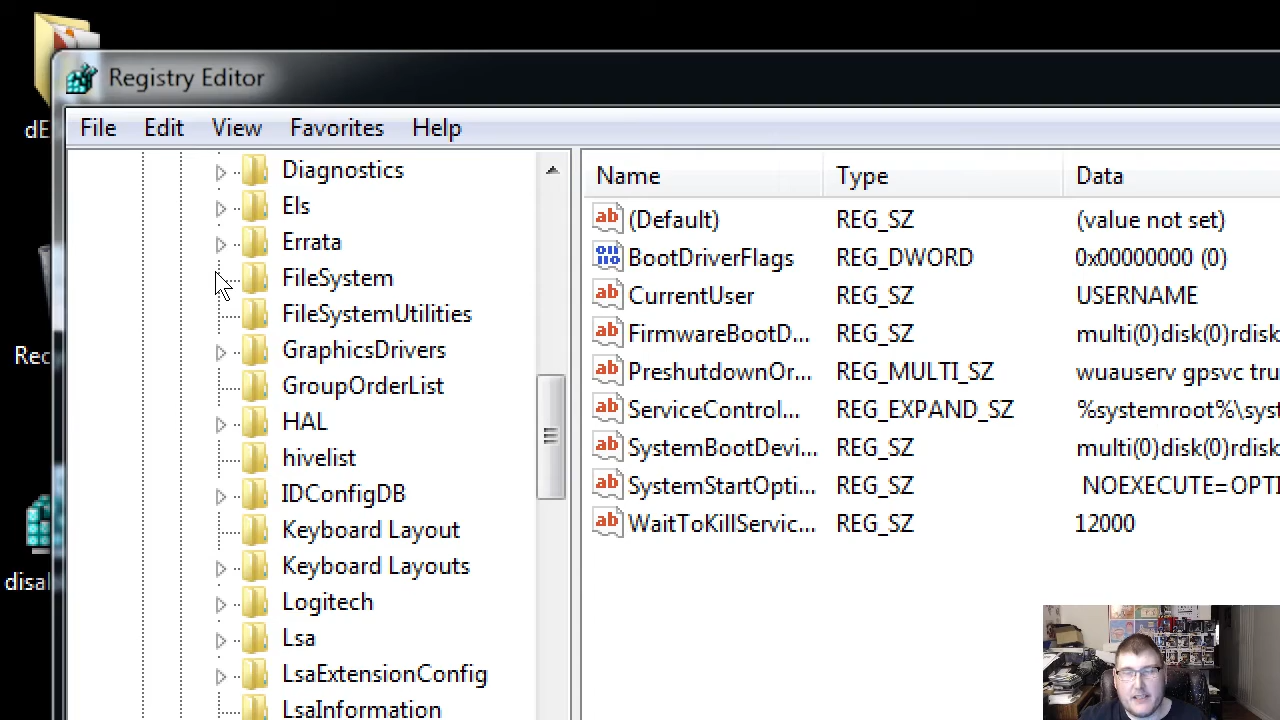 Registry Editor
File Edit View Favorites Help
dE
Rec
disal
Diagnostics
Els
Errata
FileSystem
FileSystemUtilities
GraphicsDrivers
GroupOrderList
HAL
hivelist
IDConfigDB
Keyboard Layout
Keyboard Layouts
Logitech
Lsa
LsaExtensionConfig
LsaInformation
Name Type Data
(Default) REG_SZ (value not set)
BootDriverFlags REG_DWORD 0x00000000 (0)
CurrentUser REG_SZ USERNAME
FirmwareBootD... REG_SZ multi(0)disk(0)rdisk
PreshutdownOr... REG_MULTI_SZ wuauserv gpsvc tru
ServiceControl... REG_EXPAND_SZ %systemroot%\syst
SystemBootDevi... REG_SZ multi(0)disk(0)rdisk
SystemStartOpti... REG_SZ NOEXECUTE=OPTI
WaitToKillServic... REG_SZ 12000